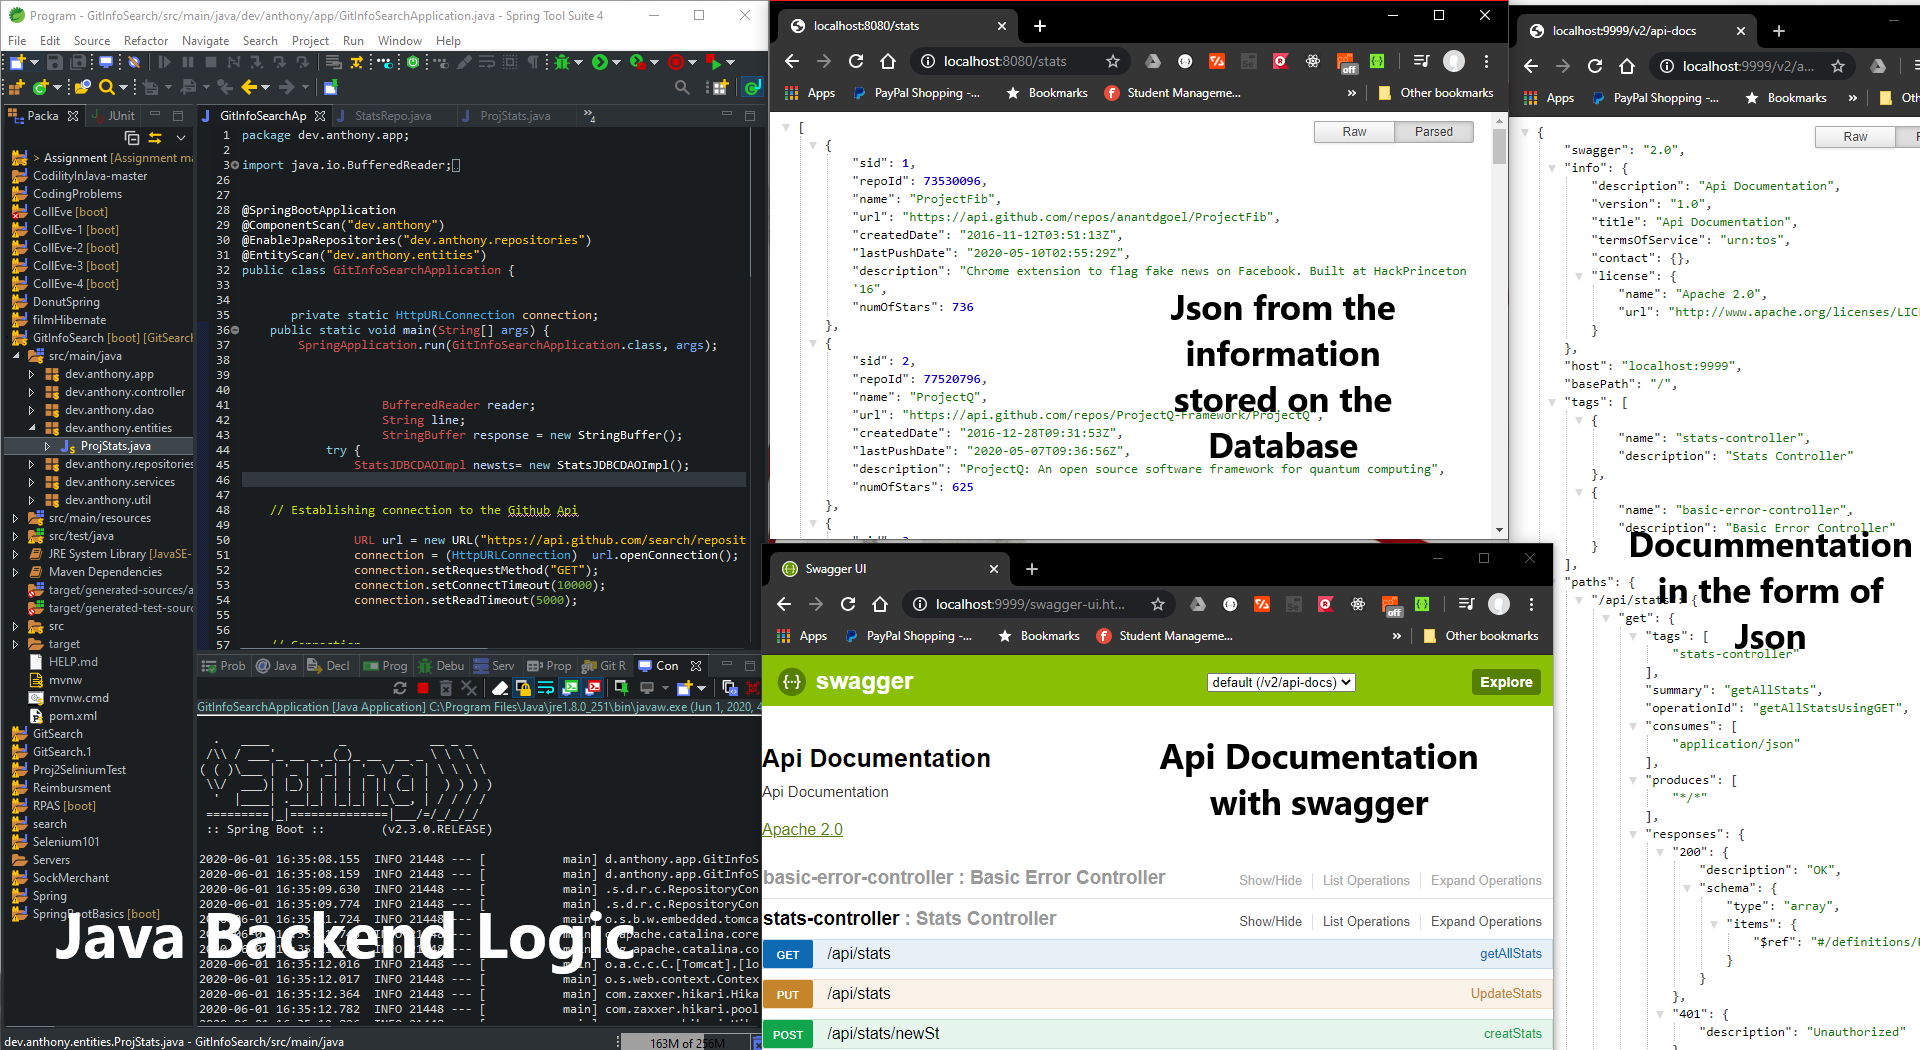 Program - GitInfoSearch/src/main/java/dev/anthony/app/GitInfoSearchApplication.java - Spring Tool Suite 4
File Edit Source Refactor Navigate Search Project Run Window Help
Packa JUnit
> Assignment [Assignment ma
CodilityInJava-master
CodingProblems
CollEve [boot]
CollEve-1 [boot]
CollEve-2 [boot]
CollEve-3 [boot]
CollEve-4 [boot]
DonutSpring
filmHibernate
GitInfoSearch [boot] [GitSearch
src/main/java
dev.anthony.app
dev.anthony.controller
dev.anthony.dao
dev.anthony.entities
ProjStats.java
dev.anthony.repositories
dev.anthony.services
dev.anthony.util
src/main/resources
src/test/java
JRE System Library [JavaSE-
Maven Dependencies
target/generated-sources/a
target/generated-test-sourc
src
target
HELP.md
mvnw
mvnw.cmd
pom.xml
GitSearch
GitSearch.1
Proj2SeliniumTest
Reimbursment
RPAS [boot]
search
Selenium101
Servers
SockMerchant
Spring
SpringBootBasics [boot]
GitInfoSearchAp StatsRepo.java ProjStats.java »4
1 package dev.anthony.app;
2
3 import java.io.BufferedReader;
26
27
28 @SpringBootApplication
29 @ComponentScan("dev.anthony")
30 @EnableJpaRepositories("dev.anthony.repositories")
31 @EntityScan("dev.anthony.entities")
32 public class GitInfoSearchApplication {
33
34
35 private static HttpURLConnection connection;
36 public static void main(String[] args) {
37 SpringApplication.run(GitInfoSearchApplication.class, args);
38
39
40
41 BufferedReader reader;
42 String line;
43 StringBuffer response = new StringBuffer();
44 try {
45 StatsJDBCDAOImpl newsts= new StatsJDBCDAOImpl();
46
47
48 // Establishing connection to the Github Api
49
50 URL url = new URL("https://api.github.com/search/reposit
51 connection = (HttpURLConnection) url.openConnection();
52 connection.setRequestMethod("GET");
53 connection.setConnectTimeout(10000);
54 connection.setReadTimeout(5000);
55
56
57
Prob Java Decl Prog Debu Serv Prop Git R Con
GitInfoSearchApplication [Java Application] C:\Program Files\Java\jre1.8.0_251\bin\javaw.exe (Jun 1, 2020, 4
:: Spring Boot :: (v2.3.0.RELEASE)
2020-06-01 16:35:08.155 INFO 21448 --- [ main] d.anthony.app.GitInfoS
2020-06-01 16:35:08.159 INFO 21448 --- [ main] d.anthony.app.GitInfoS
2020-06-01 16:35:09.630 INFO 21448 --- [ main] .s.d.r.c.RepositoryCon
2020-06-01 16:35:09.774 INFO 21448 --- [ main] .s.d.r.c.RepositoryCon
.724 INFO 21448 --- [ main] o.s.b.w.embedded.tomca
apache.catalina.core
apache.catalina.cor
2020-06-01 16:35:12.016 INFO 21448 --- [ main] o.a.c.c.C.[Tomcat].[lo
2020-06-01 16:35:12.017 INFO 21448 --- [ main] o.s.web.context.Contex
2020-06-01 16:35:12.364 INFO 21448 --- [ main] com.zaxxer.hikari.Hika
2020-06-01 16:35:12.782 INFO 21448 --- [ main] com.zaxxer.hikari.pool
Java Backend Logic
dev.anthony.entities.ProjStats.java - GitInfoSearch/src/main/java
163M of 256M
localhost:8080/stats
localhost:8080/stats
off
Apps PayPal Shopping -... Bookmarks Student Manageme... » Other bookmarks
Raw Parsed
[
{
"sid": 1,
"repoId": 73530096,
"name": "ProjectFib",
"url": "https://api.github.com/repos/anantdgoel/ProjectFib",
"createdDate": "2016-11-12T03:51:13Z",
"lastPushDate": "2020-05-10T02:55:29Z",
"description": "Chrome extension to flag fake news on Facebook. Built at HackPrinceton
'16",
"numOfStars": 736
},
{
"sid": 2,
"repoId": 77520796,
"name": "ProjectQ",
"url": "https://api.github.com/repos/ProjectQ-Framework/ProjectQ",
"createdDate": "2016-12-28T09:31:53Z",
"lastPushDate": "2020-05-07T09:36:56Z",
"description": "ProjectQ: An open source software framework for quantum computing",
"numOfStars": 625
},
{
Json from the
information
stored on the
Database
Swagger UI
localhost:9999/swagger-ui.ht...
off
Apps PayPal Shopping -... Bookmarks Student Manageme... » Other bookmarks
swagger
default (/v2/api-docs)
Explore
Api Documentation
Api Documentation
Apache 2.0
Api Documentation
with swagger
basic-error-controller : Basic Error Controller
Show/Hide List Operations Expand Operations
stats-controller : Stats Controller
Show/Hide List Operations Expand Operations
GET /api/stats getAllStats
PUT /api/stats UpdateStats
POST /api/stats/newSt creatStats
localhost:9999/v2/api-docs
localhost:9999/v2/a...
Apps PayPal Shopping -... Bookmarks » Ot
Raw
{
"swagger": "2.0",
"info": {
"description": "Api Documentation",
"version": "1.0",
"title": "Api Documentation",
"termsOfService": "urn:tos",
"contact": {},
"license": {
"name": "Apache 2.0",
"url": "http://www.apache.org/licenses/LIC
}
},
"host": "localhost:9999",
"basePath": "/",
"tags": [
{
"name": "stats-controller",
"description": "Stats Controller"
},
{
"name": "basic-error-controller",
"description": "Basic Error Controller"
}
],
"paths": {
"/api/stats": {
"get": {
"tags": [
"stats-controller"
],
"summary": "getAllStats",
"operationId": "getAllStatsUsingGET",
"consumes": [
"application/json"
],
"produces": [
"*/*"
],
"responses": {
"200": {
"description": "OK",
"schema": {
"type": "array",
"items": {
"$ref": "#/definitions/
}
}
},
"401": {
"description": "Unauthorized"
Docummentation
in the form of
Json